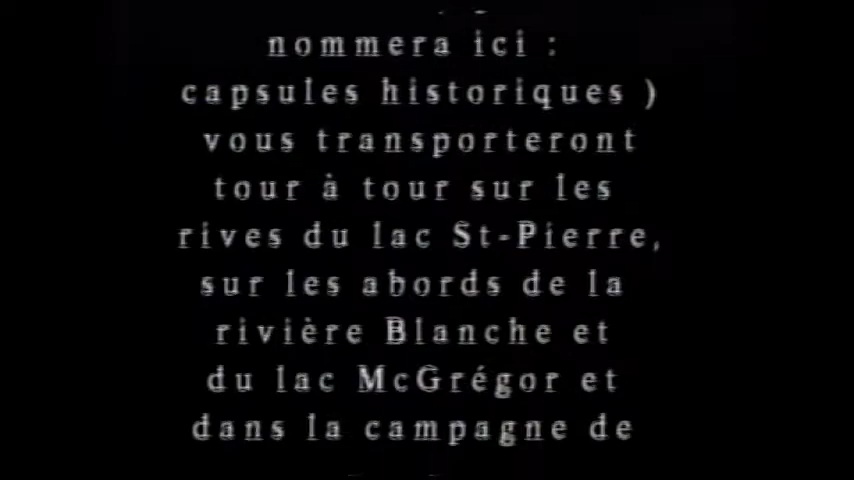 nommera ici :
capsules historiques )
vous transporteront
tour à tour sur les
rives du lac St-Pierre,
sur les abords de la
rivière Blanche et
du lac McGrégor et
dans la campagne de